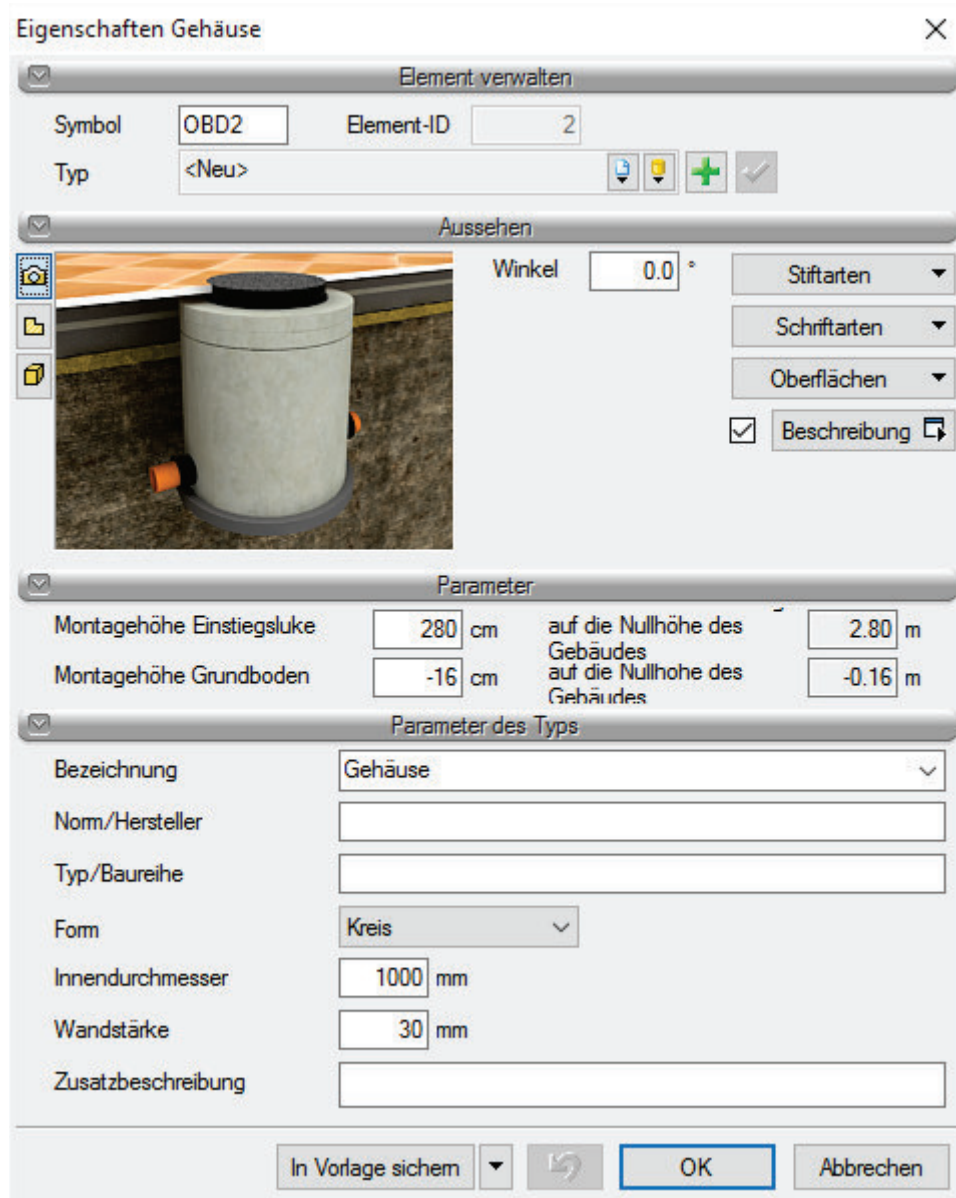 Eigenschaften Gehäuse
Element verwalten
Symbol OBD2 Element-ID 2
Typ <Neu>
Aussehen
Winkel 0.0 ° Stiftarten
Schriftarten
Oberflächen
Beschreibung
Parameter
Montagehöhe Einstiegsluke 280 cm auf die Nullhöhe des Gebäudes 2.80 m
Montagehöhe Grundboden -16 cm auf die Nullhohe des Gebäudes -0.16 m
Parameter des Typs
Bezeichnung Gehäuse
Norm/Hersteller
Typ/Baureihe
Form Kreis
Innendurchmesser 1000 mm
Wandstärke 30 mm
Zusatzbeschreibung
In Vorlage sichern OK Abbrechen